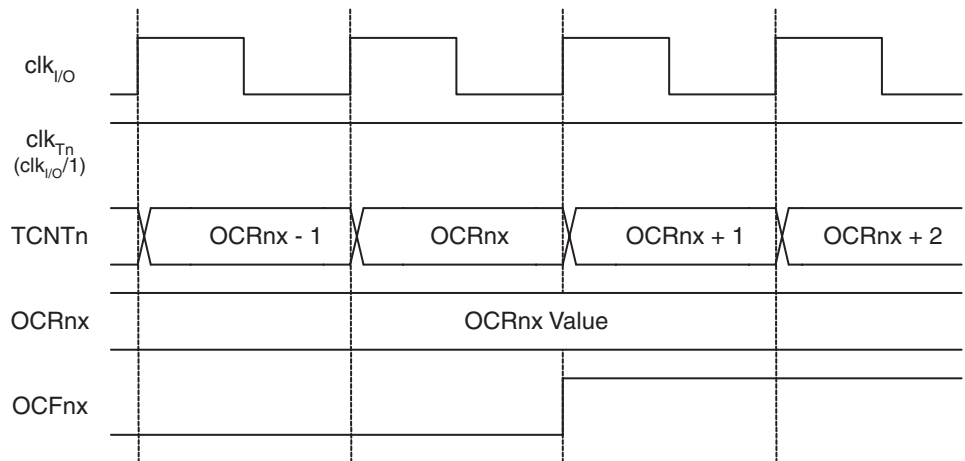 clkI/O
clkTn
(clkI/O/1)
TCNTn OCRnx - 1 OCRnx OCRnx + 1 OCRnx + 2
OCRnx OCRnx Value
OCFnx